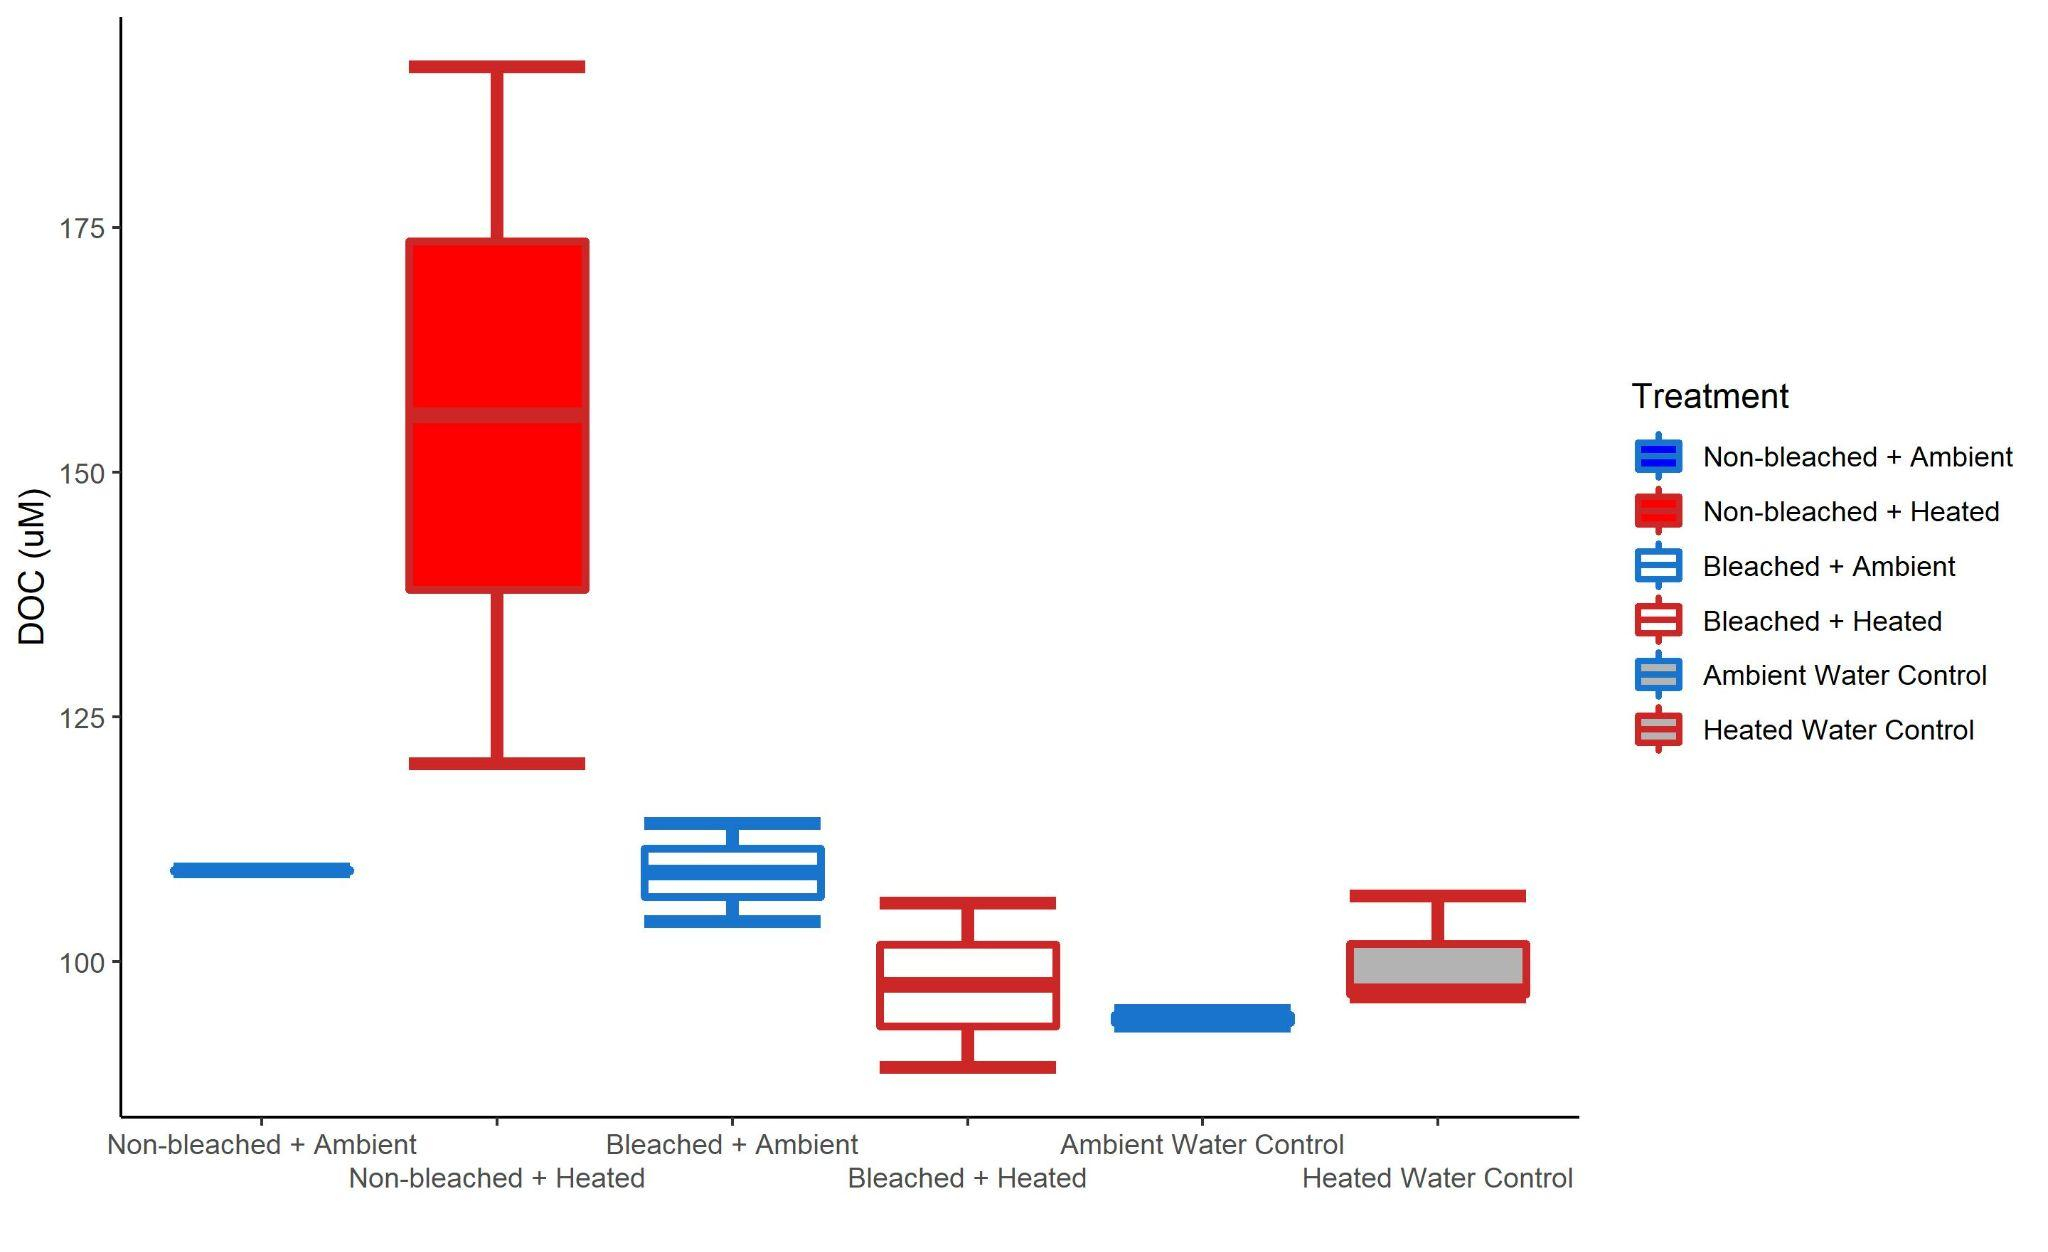 175
150
125
100
DOC (uM)
Non-bleached + Ambient
Non-bleached + Heated
Bleached + Ambient
Bleached + Heated
Ambient Water Control
Heated Water Control
Treatment
Non-bleached + Ambient
Non-bleached + Heated
Bleached + Ambient
Bleached + Heated
Ambient Water Control
Heated Water Control